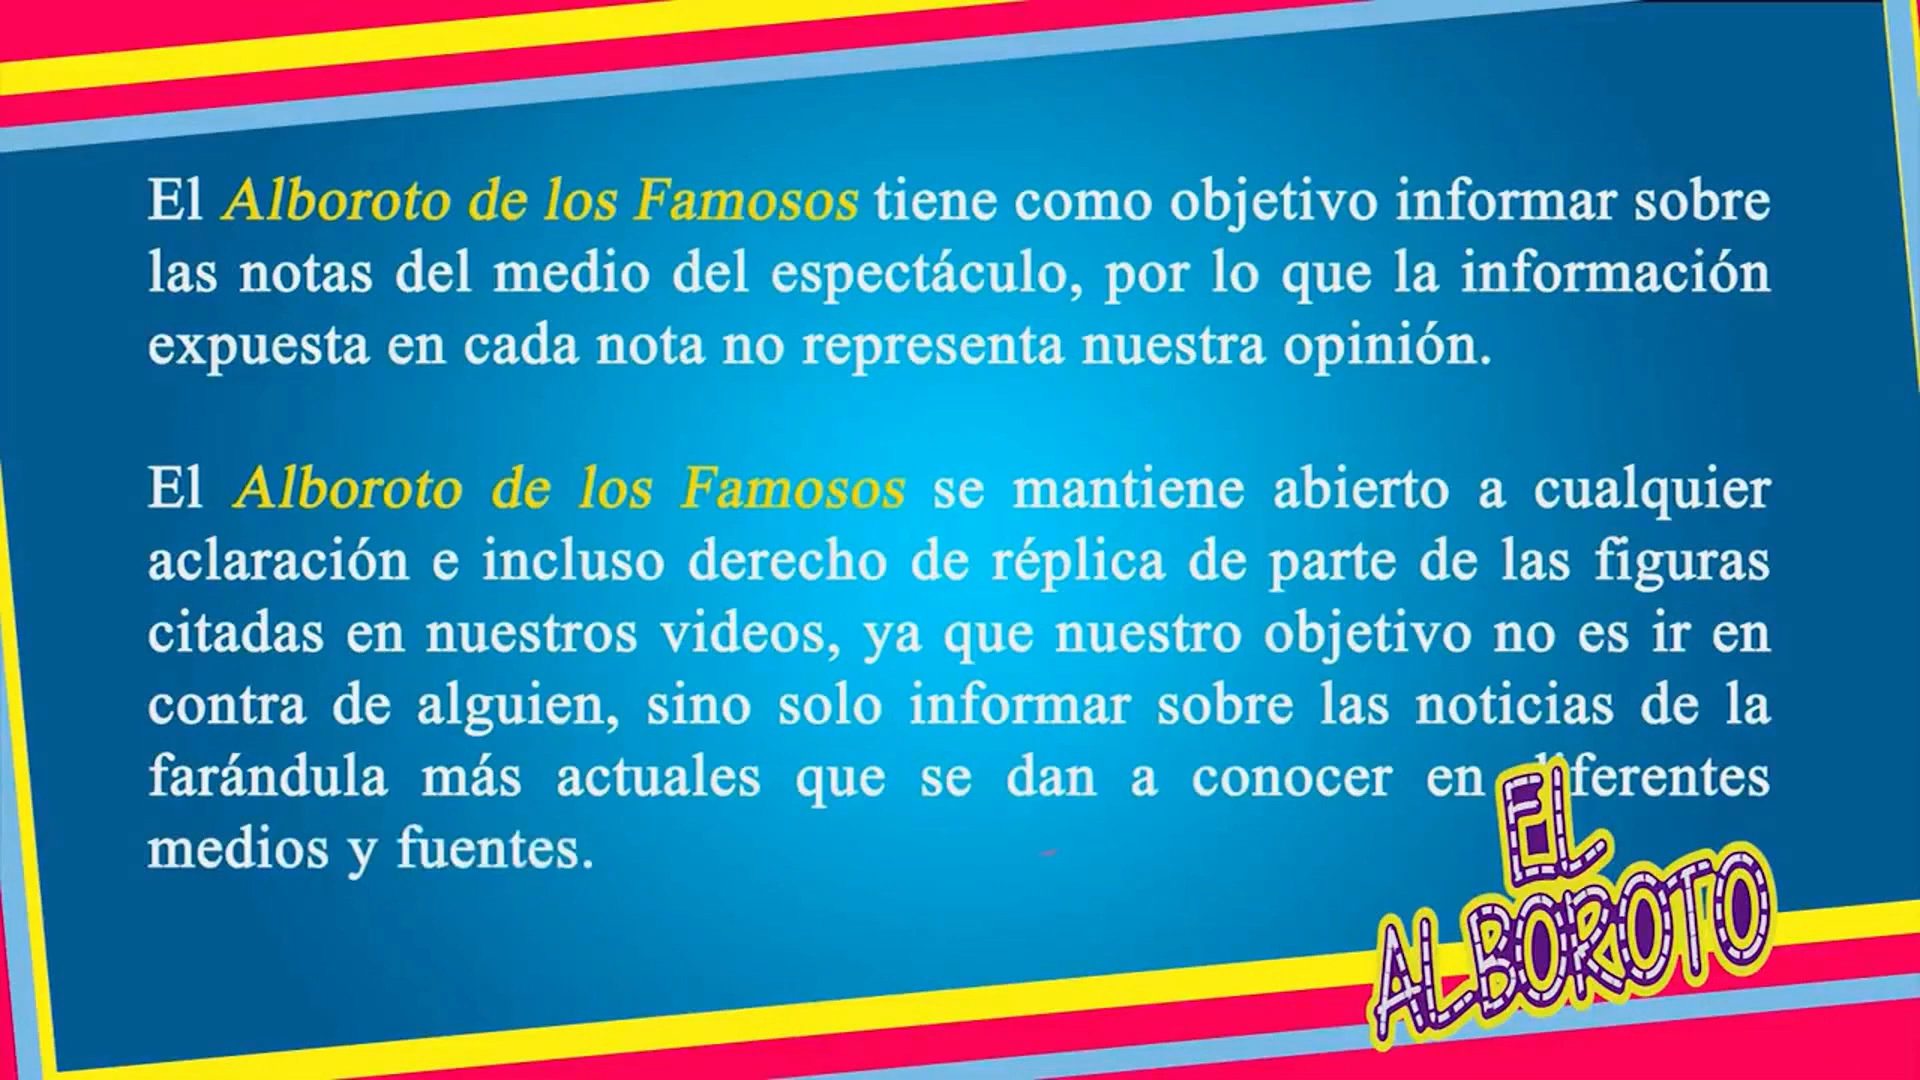 El Alboroto de los Famosos tiene como objetivo informar sobre
las notas del medio del espectáculo, por lo que la información
expuesta en cada nota no representa nuestra opinión.
El Alboroto de los Famosos se mantiene abierto a cualquier
aclaración e incluso derecho de réplica de parte de las figuras
citadas en nuestros videos, ya que nuestro objetivo no es ir en
contra de alguien, sino solo informar sobre las noticias de la
farándula más actuales que se dan a conocer en diferentes
medios y fuentes.
EL
ALBOROTO